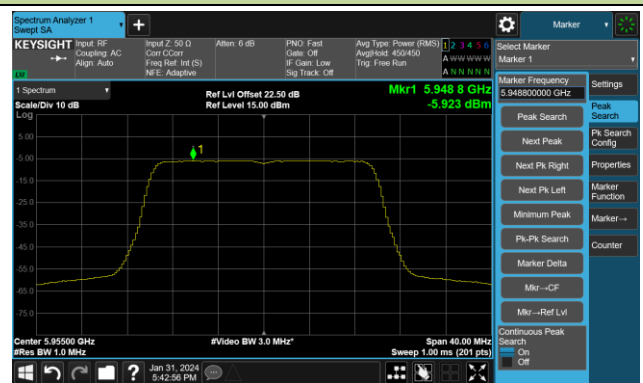 Spectrum Analyzer 1
Swept SA
Marker
KEYSIGHT
Input: RF
Coupling: AC
Align: Auto
Input Z: 50 Ω
Corr CCorr
Freq Ref: Int (S)
NFE: Adaptive
Atten: 6 dB
PNO: Fast
Gate: Off
IF Gain: Low
Sig Track: Off
Avg Type: Power (RMS)
Avg|Hold: 450/450
Trig: Free Run
1 2 3 4 5 6
A W W W W W
A N N N N N
LXI
Select Marker
Marker 1
1 Spectrum
Scale/Div 10 dB
Log
Ref Lvl Offset 22.50 dB
Ref Level 15.00 dBm
Mkr1 5.948 8 GHz
-5.923 dBm
5.00
-5.00
-15.0
-25.0
-35.0
-45.0
-55.0
-65.0
-75.0
1
Center 5.95500 GHz
#Res BW 1.0 MHz
#Video BW 3.0 MHz*
Span 40.00 MHz
Sweep 1.00 ms (201 pts)
Marker Frequency
5.948800000 GHz
Peak Search
Next Peak
Next Pk Right
Next Pk Left
Minimum Peak
Pk-Pk Search
Marker Delta
Mkr→CF
Mkr→Ref Lvl
Continuous Peak
Search
On
Off
Settings
Peak
Search
Pk Search
Config
Properties
Marker
Function
Marker→
Counter
?
Jan 31, 2024
5:42:56 PM